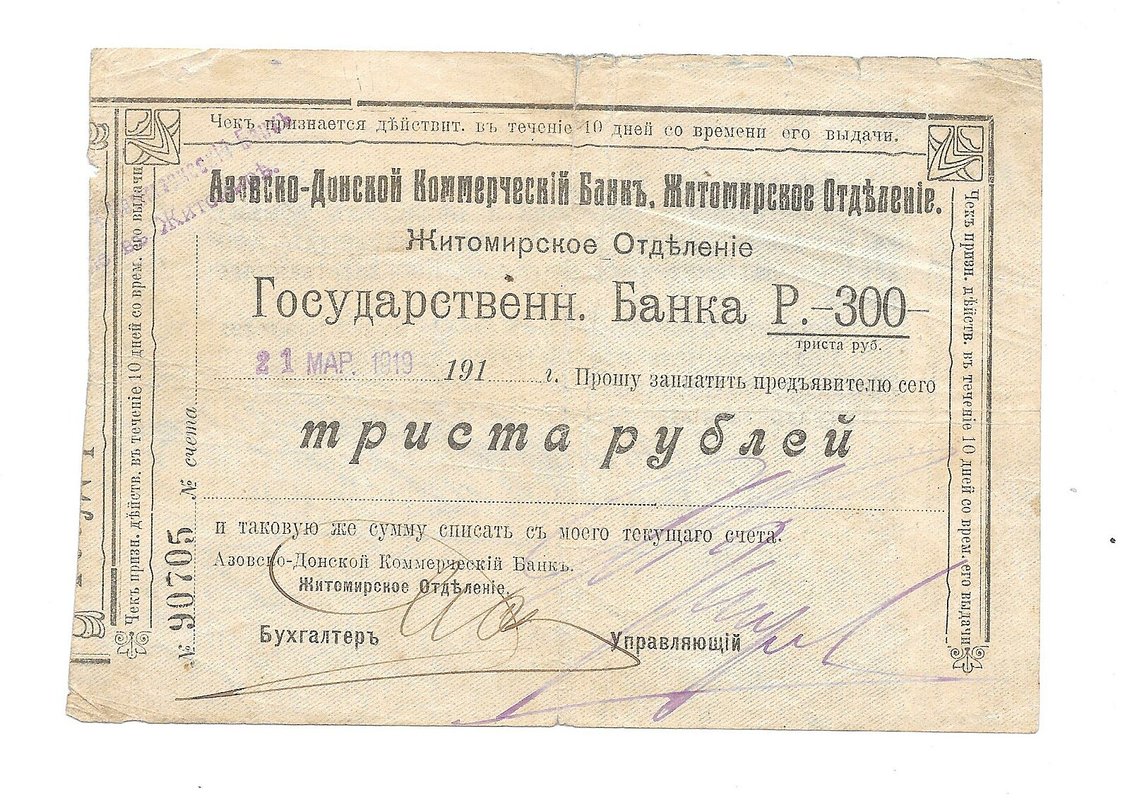 Чекъ признается дѣйствит. въ теченіе 10 дней со времени его выдачи.
Азовско-Донской Коммерческій Банкъ, Житомирское Отдѣленіе.
Житомирское Отдѣленіе
Государственн. Банка Р.-300-
триста руб.
21 МАР. 1919 191 г. Прошу заплатить предъявителю сего
триста рублей
и таковую же сумму списать съ моего текущаго счета.
Азовско-Донской Коммерческій Банкъ.
Житомирское Отдѣленіе.
Бухгалтеръ Управляющій
№ 90705 № счета
Чекъ призн. дѣйств. въ теченіе 10 дней со врем. его выдачи
Чекъ призн. дѣйств. въ теченіе 10 дней со врем. его выдачи